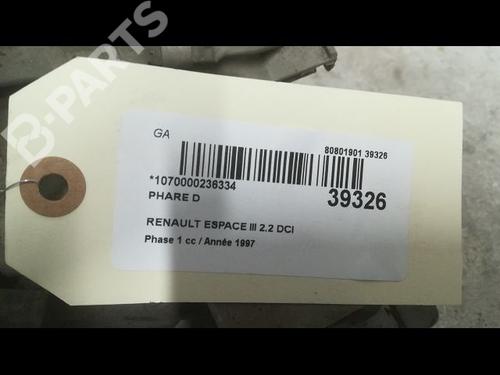 B-PARTS
GA
80801901 39326
*1070000236334
39326
PHARE D
RENAULT ESPACE III 2.2 DCI
Phase 1 cc / Année 1997